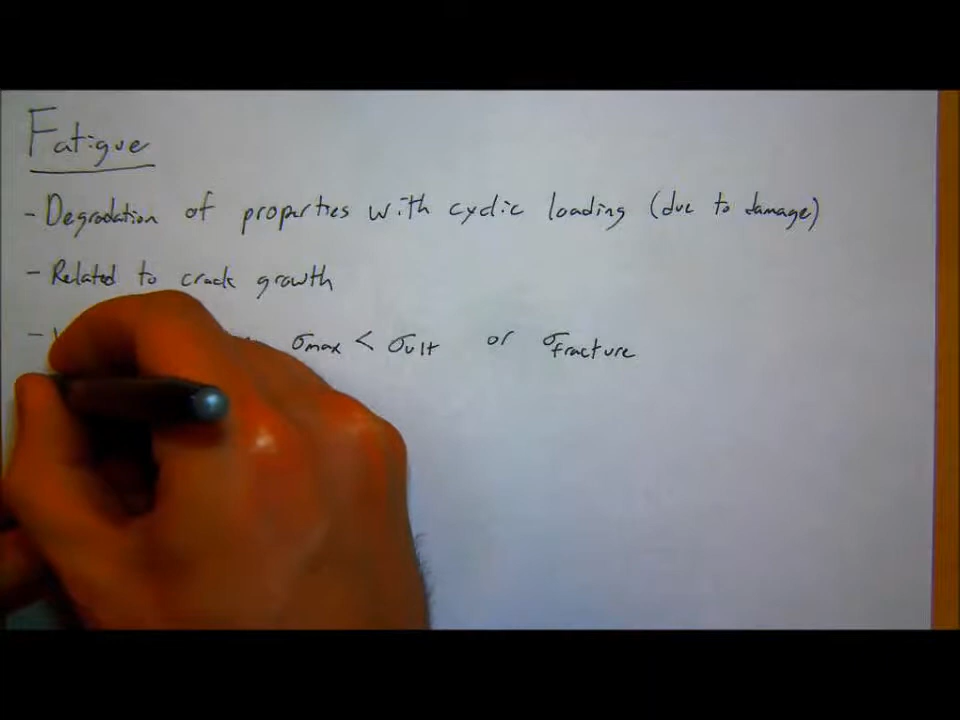 Fatigue
- Degradation of properties with cyclic loading (due to damage)
- Related to crack growth
- σmax < σult or σfracture